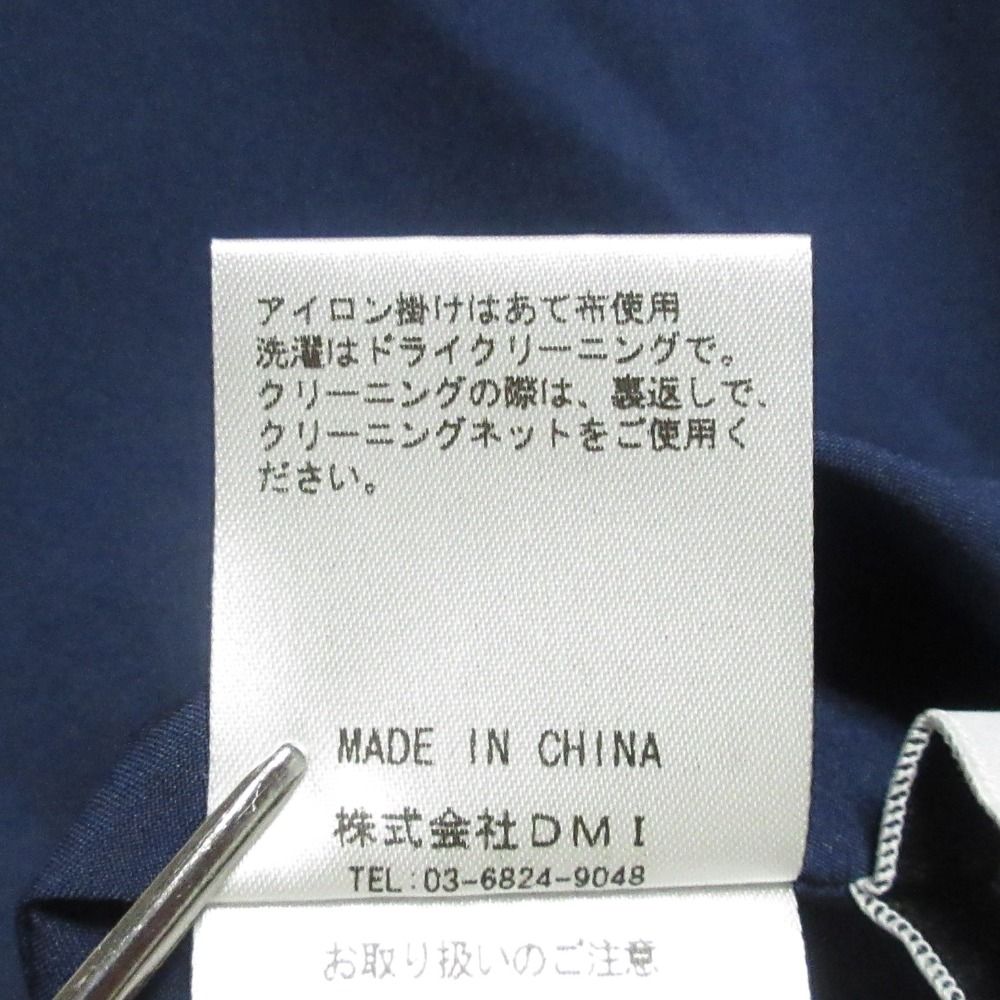 アイロン掛けはあて布使用
洗濯はドライクリーニングで。
クリーニングの際は、裏返しで、
クリーニングネットをご使用く
ださい。
MADE IN CHINA
株式会社DMI
TEL:03-6824-9048
お取り扱いのご注意